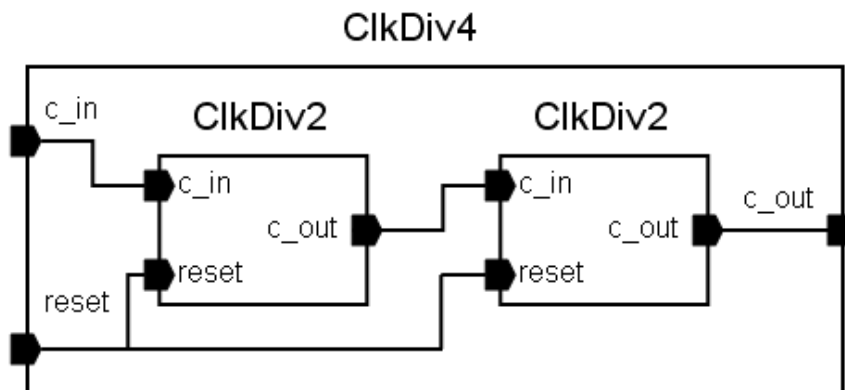 ClkDiv4
c_in
ClkDiv2
ClkDiv2
c_in
c_in
c_out
c_out
c_out
reset
reset
reset